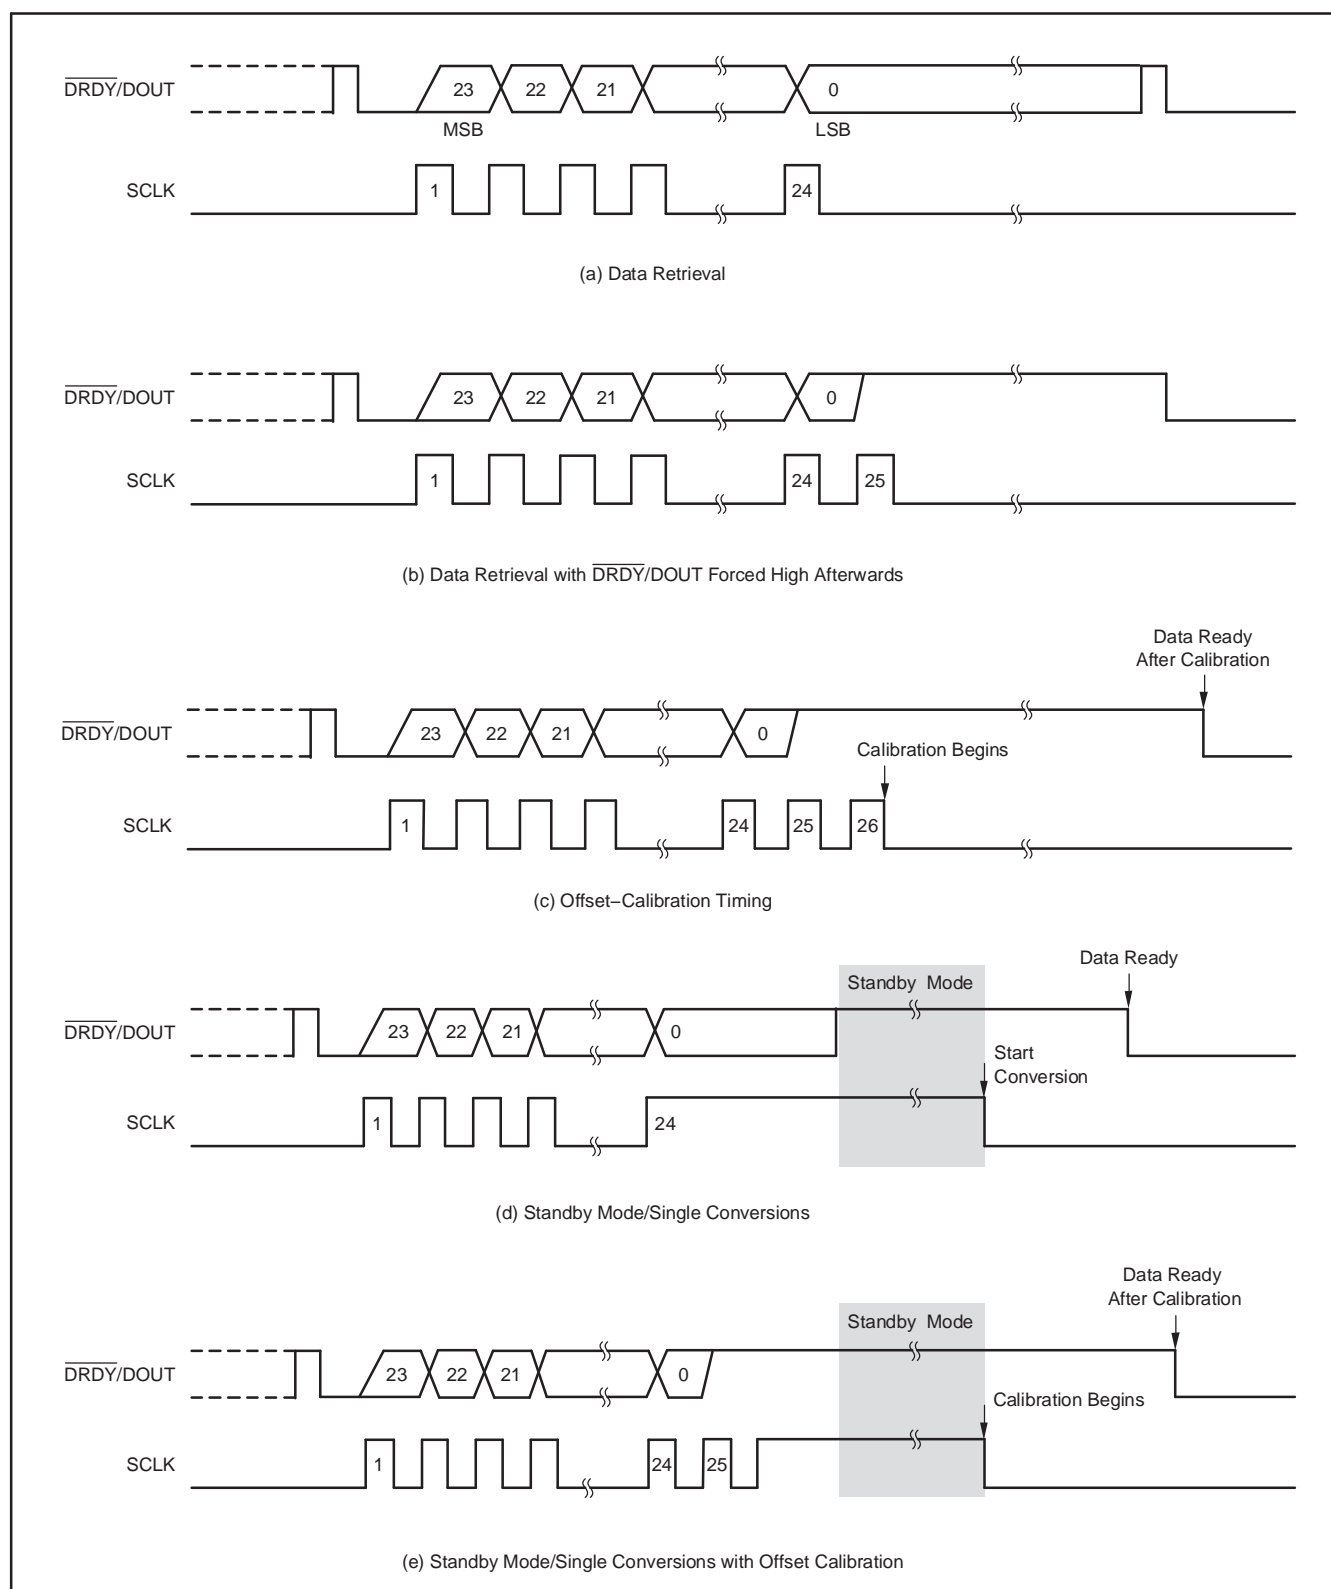 DRDY/DOUT
23 22 21 0
MSB LSB
SCLK
1 24
(a) Data Retrieval
DRDY/DOUT
23 22 21 0
SCLK
1 24 25
(b) Data Retrieval with DRDY/DOUT Forced High Afterwards
Data Ready
After Calibration
DRDY/DOUT
23 22 21 0
Calibration Begins
SCLK
1 24 25 26
(c) Offset−Calibration Timing
Data Ready
Standby Mode
DRDY/DOUT
23 22 21 0
Start
Conversion
SCLK
1 24
(d) Standby Mode/Single Conversions
Data Ready
After Calibration
Standby Mode
DRDY/DOUT
23 22 21 0
Calibration Begins
SCLK
1 24 25
(e) Standby Mode/Single Conversions with Offset Calibration